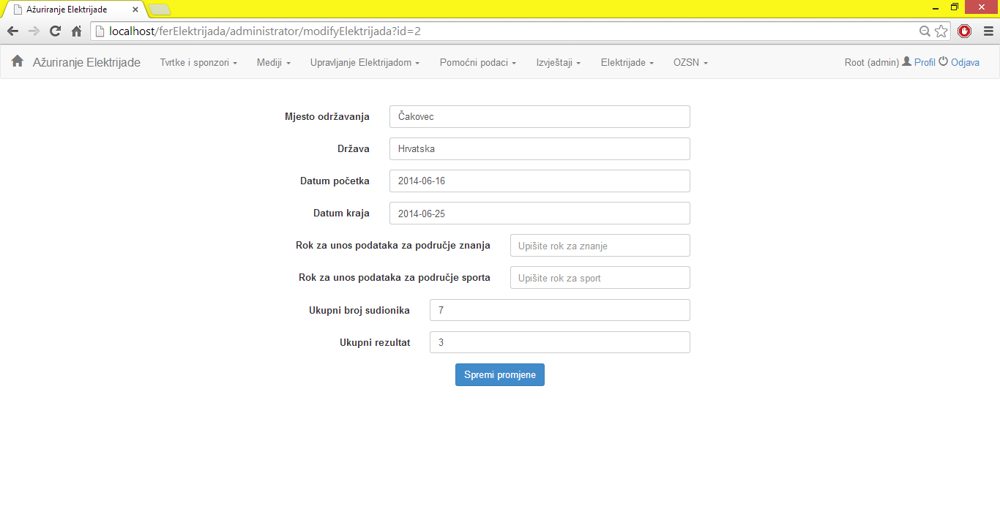 Ažuriranje Elektrijade
localhost/ferElektrijada/administrator/modifyElektrijada?id=2
Ažuriranje Elektrijade Tvrtke i sponzori Mediji Upravljanje Elektrijadom Pomoćni podaci Izvještaji Elektrijade OZSN Root (admin) Profil Odjava
Mjesto održavanja Čakovec
Država Hrvatska
Datum početka 2014-06-16
Datum kraja 2014-06-25
Rok za unos podataka za područje znanja Upišite rok za znanje
Rok za unos podataka za područje sporta Upišite rok za sport
Ukupni broj sudionika 7
Ukupni rezultat 3
Spremi promjene